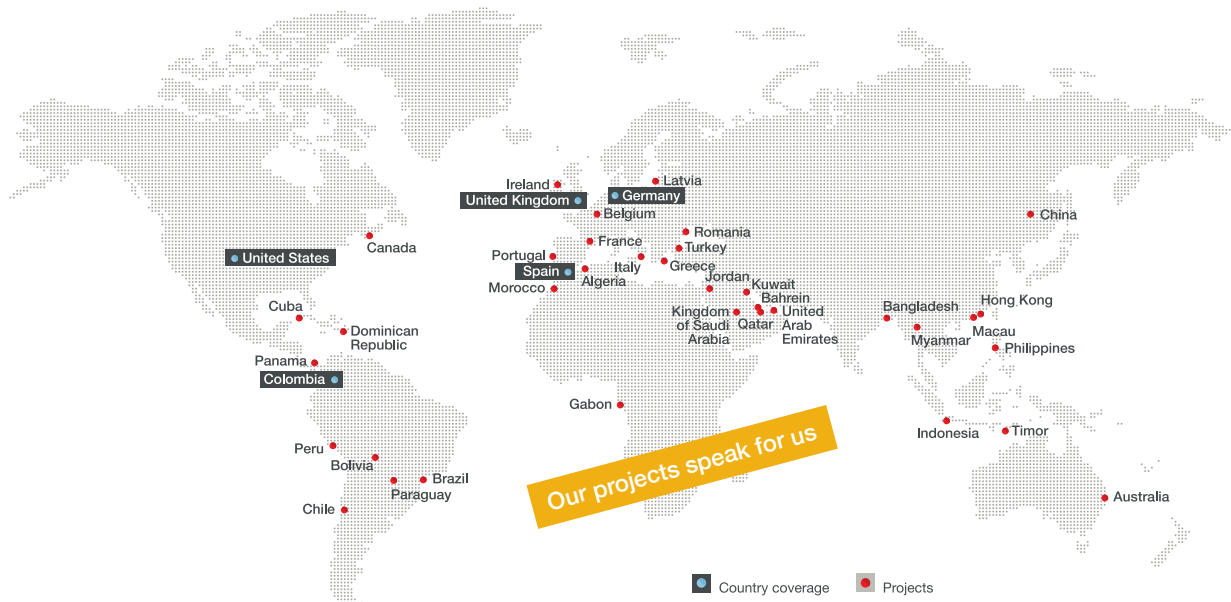 Ireland
Latvia
United Kingdom
Germany
Belgium
China
Canada
France
Romania
Turkey
United States
Portugal
Italy
Greece
Spain
Algeria
Morocco
Jordan
Kuwait
Bahrein
Cuba
Kingdom
of Saudi
Arabia
Qatar
United
Arab
Emirates
Bangladesh
Hong Kong
Macau
Myanmar
Philippines
Dominican
Republic
Panama
Colombia
Gabon
Indonesia
Timor
Peru
Bolivia
Brazil
Paraguay
Chile
Australia
Our projects speak for us
Country coverage
Projects